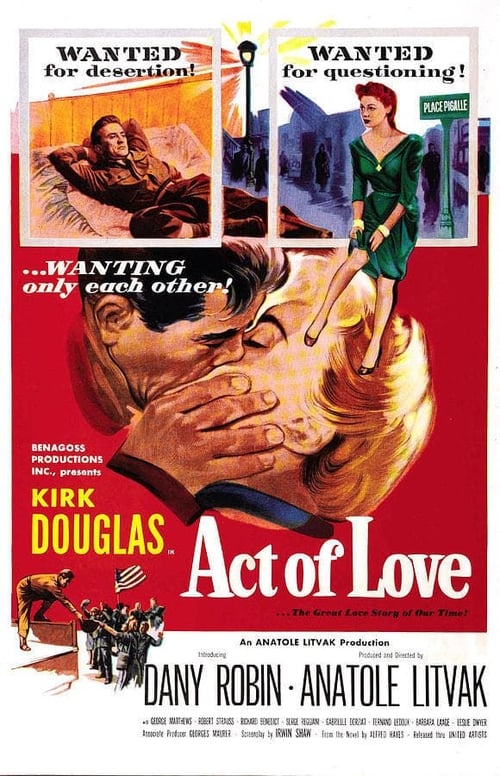 WANTED
for desertion!
WANTED
for questioning!
PLACE PIGALLE
...WANTING
only each other!
BENAGOSS
PRODUCTIONS
INC., presents
KIRK
DOUGLAS IN
Act of Love
...The Great Love Story of Our Time!
An ANATOLE LITVAK Production
Introducing
Produced and Directed by
DANY ROBIN · ANATOLE LITVAK
with GEORGE MATHEWS · ROBERT STRAUSS · RICHARD BENEDICT · SERGE REGGIANI · GABRIELLE DORZIAT · FERNAND LEDOUX · BARBARA LAAGE · LESLIE DWYER
Associate Producer GEORGES MAURER · Screenplay by IRWIN SHAW · From the Novel by ALFRED HAYES · Released thru UNITED ARTISTS